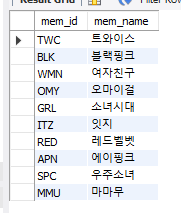 Result Grid Filter Row
mem_id mem_name
TWC 트와이스
BLK 블랙핑크
WMN 여자친구
OMY 오마이걸
GRL 소녀시대
ITZ 잇지
RED 레드벨벳
APN 에이핑크
SPC 우주소녀
MMU 마마무